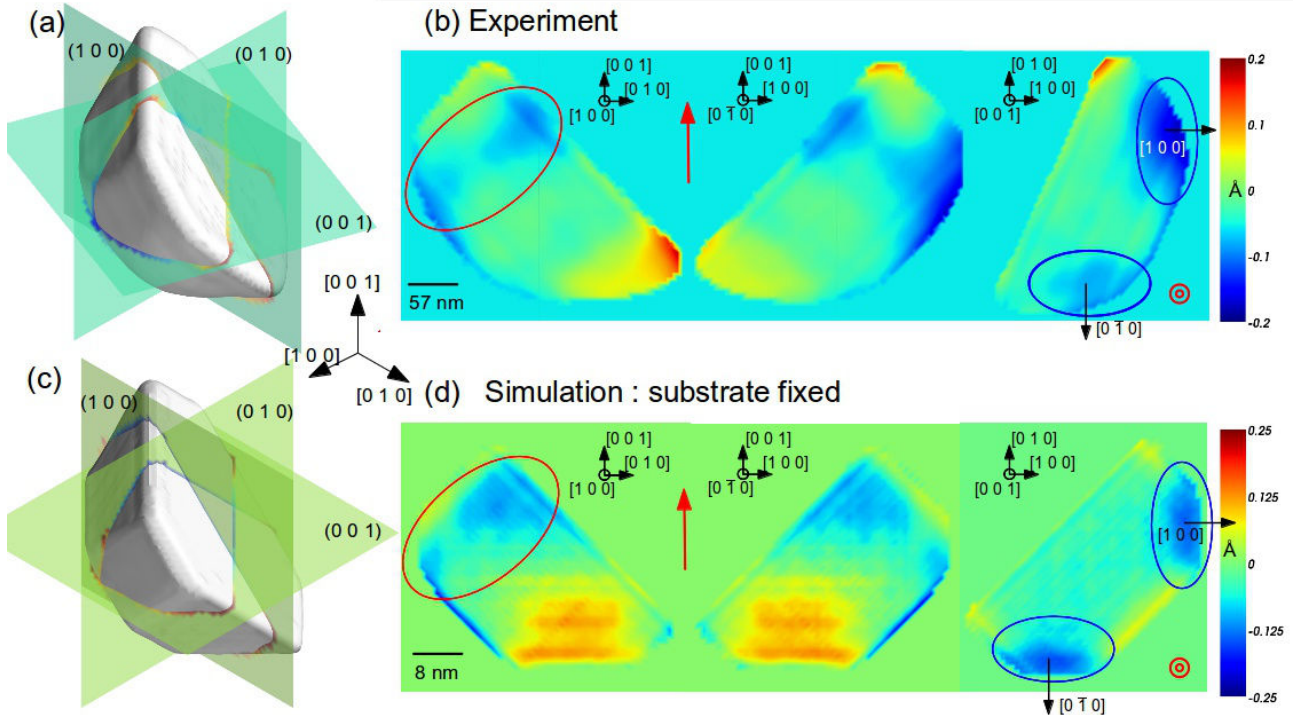 (a)
(1 0 0)
(0 1 0)
(0 0 1)
[0 0 1]
[1 0 0]
[0 1 0]
(b) Experiment
[0 0 1]
[0 1 0]
[1 0 0]
[0 0 1]
[1 0 0]
[0 1̄ 0]
[0 1 0]
[1 0 0]
[0 0 1]
[1 0 0]
[0 1̄ 0]
57 nm
0.2
0.1
Å
0
-0.1
-0.2
(c)
(1 0 0)
(0 1 0)
(0 0 1)
(d) Simulation : substrate fixed
[0 0 1]
[0 1 0]
[1 0 0]
[0 0 1]
[1 0 0]
[0 1̄ 0]
[0 1 0]
[1 0 0]
[0 0 1]
[1 0 0]
[0 1̄ 0]
8 nm
0.25
0.125
Å
0
-0.125
-0.25